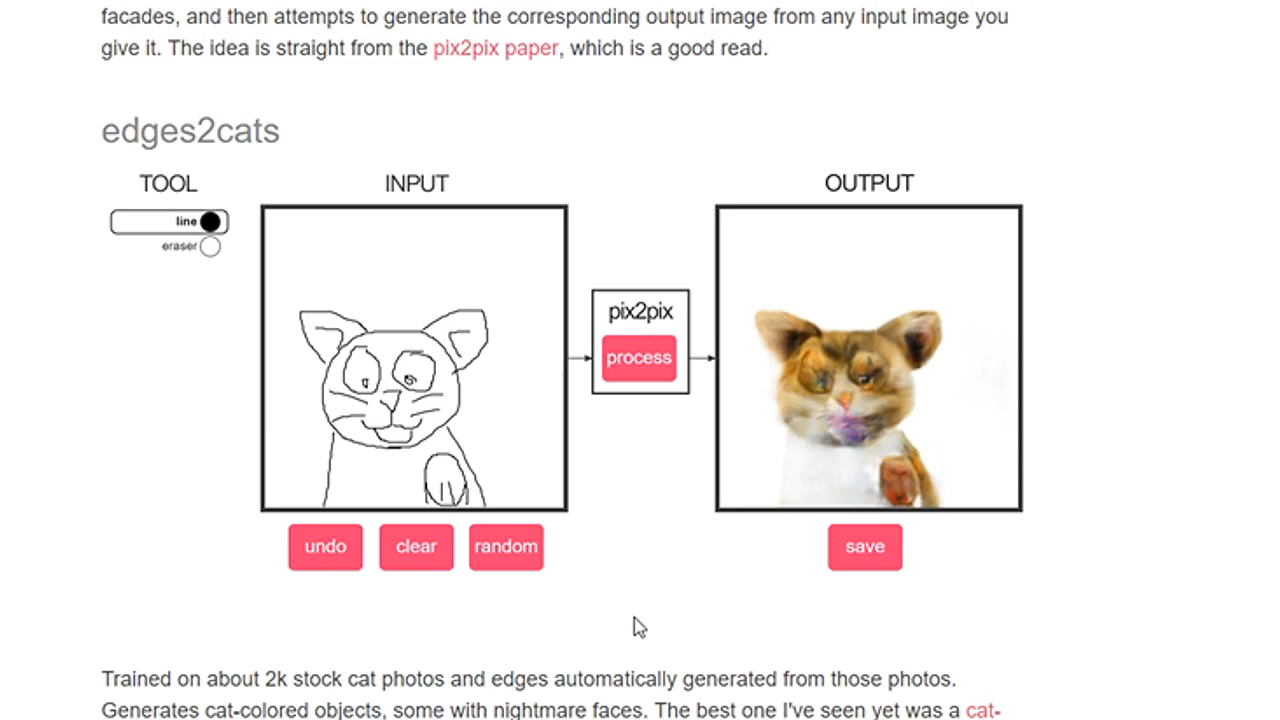 facades, and then attempts to generate the corresponding output image from any input image you
give it. The idea is straight from the pix2pix paper, which is a good read.
edges2cats
TOOL
INPUT
OUTPUT
line
eraser
pix2pix
process
undo
clear
random
save
Trained on about 2k stock cat photos and edges automatically generated from those photos.
Generates cat-colored objects, some with nightmare faces. The best one I've seen yet was a cat-